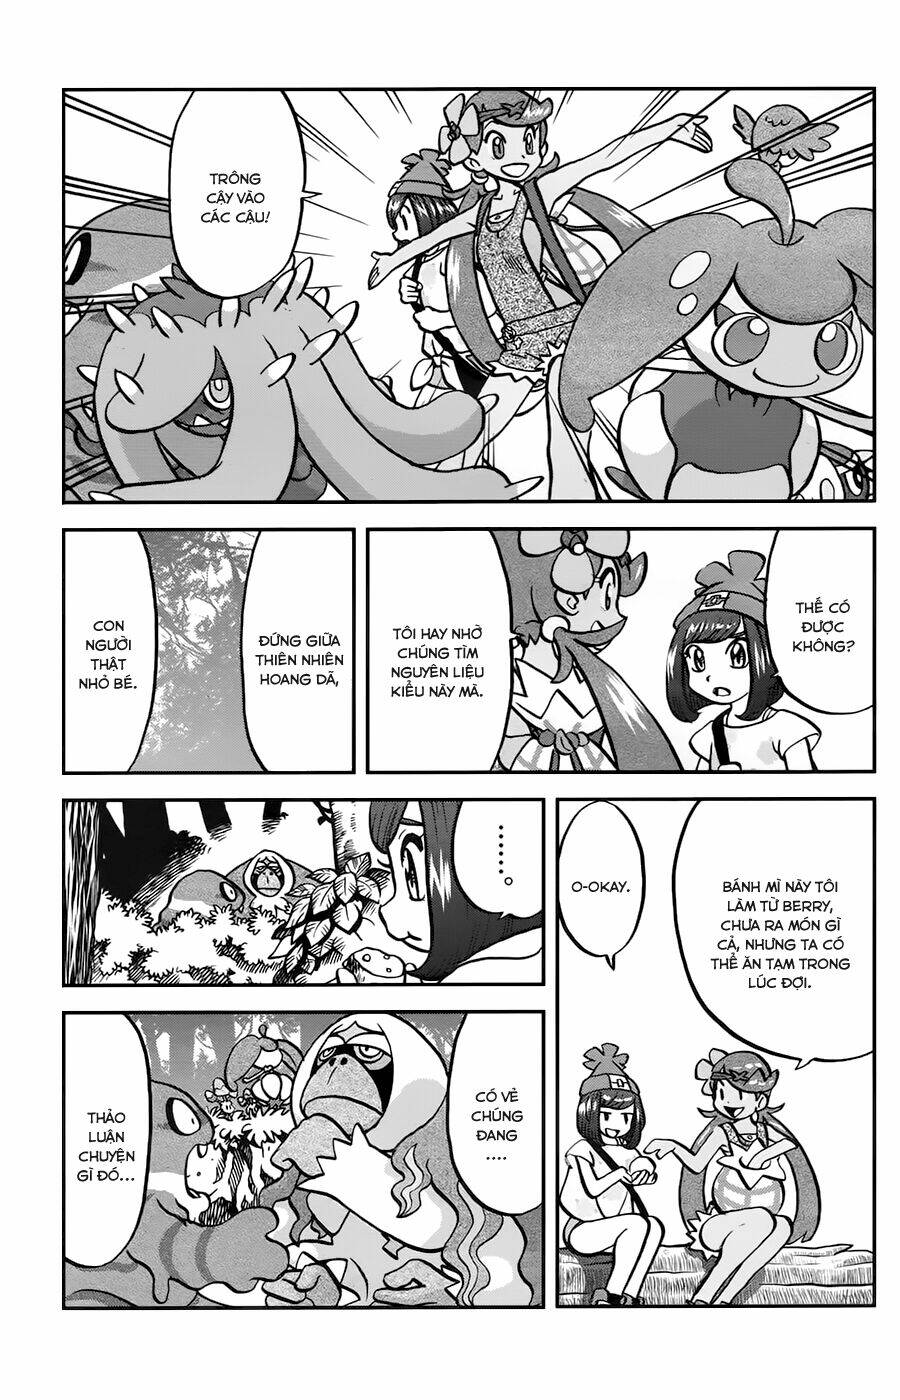 TRÔNG
CẬY VÀO
CÁC CẬU!
THẾ CÓ
ĐƯỢC
KHÔNG?
TÔI HAY NHỜ
CHÚNG TÌM
NGUYÊN LIỆU
KIỂU NÀY MÀ.
ĐỨNG GIỮA
THIÊN NHIÊN
HOANG DÃ,
CON
NGƯỜI
THẬT
NHỎ BÉ.
BÁNH MÌ NÀY TÔI
LÀM TỪ BERRY,
CHƯA RA MÓN GÌ
CẢ, NHƯNG TA CÓ
THỂ ĂN TẠM TRONG
LÚC ĐỢI.
O-OKAY.
.......
CÓ VẺ
CHÚNG
ĐANG
....
THẢO
LUẬN
CHUYỆN
GÌ ĐÓ...